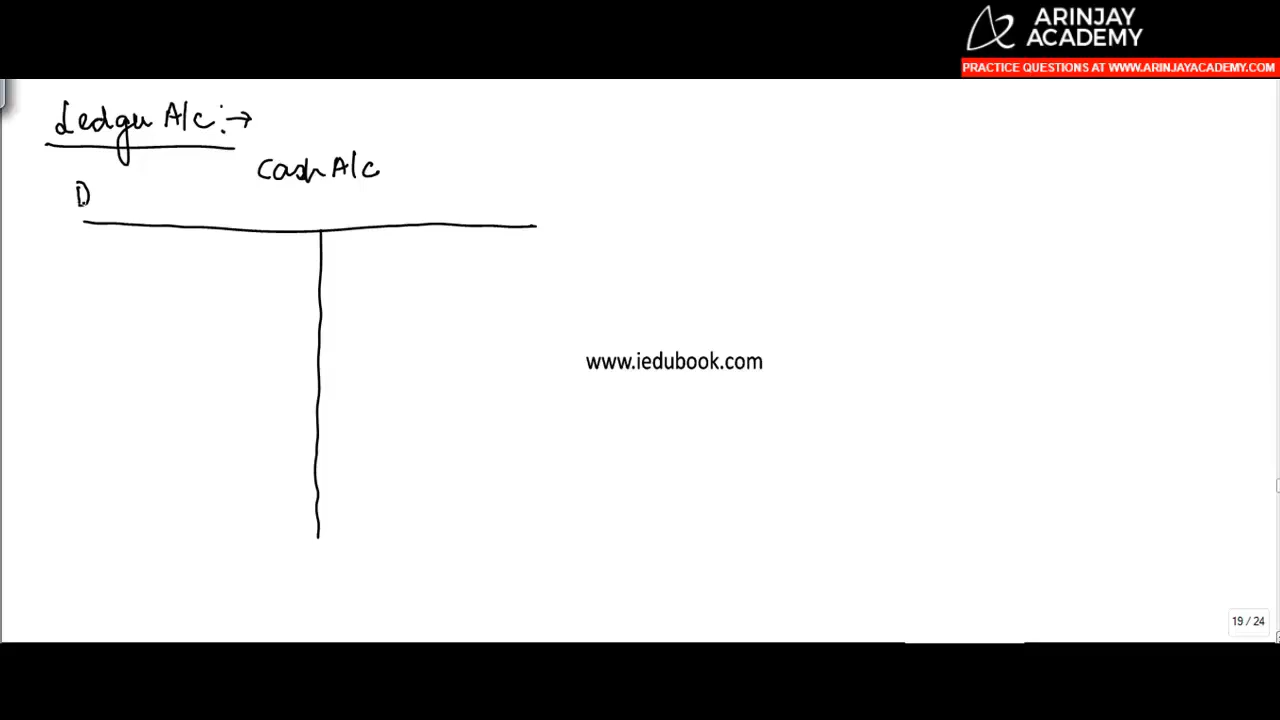 ARINJAY
ACADEMY
PRACTICE QUESTIONS AT WWW.ARINJAYACADEMY.COM
Ledger A/c :→
Cash A/c
D
www.iedubook.com
19 / 24